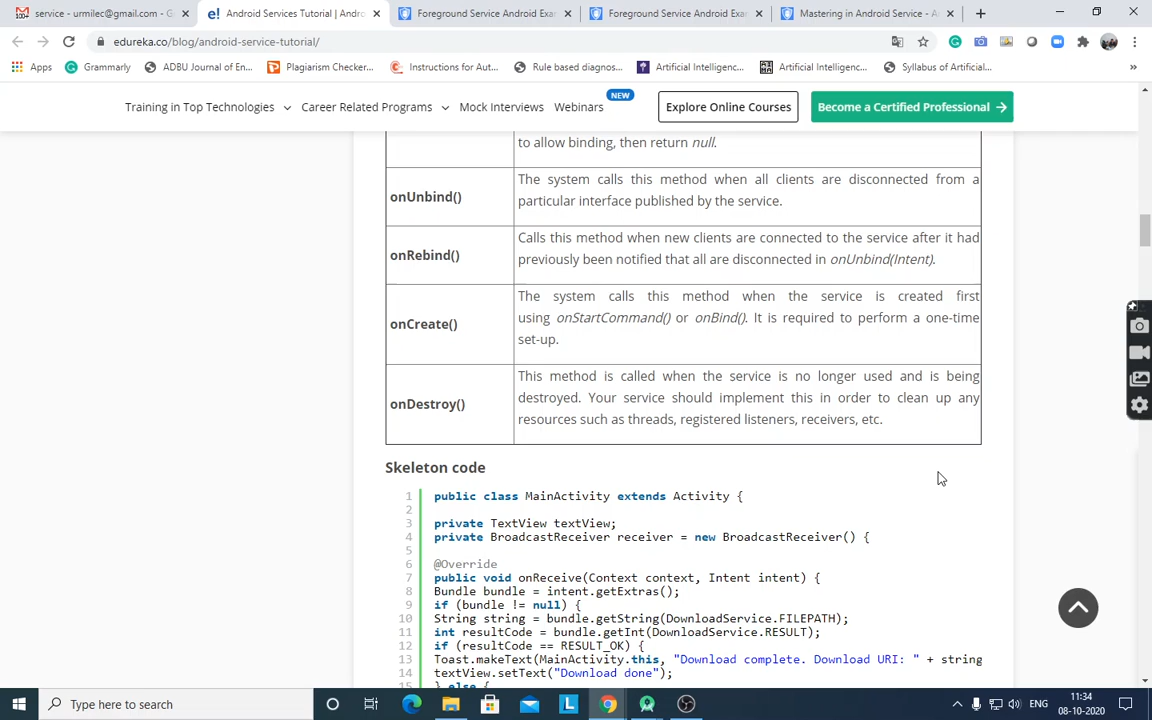 service - urmilec@gmail.com - G
Android Services Tutorial | Andro
Foreground Service Android Exa
Foreground Service Android Exa
Mastering in Android Service - A
edureka.co/blog/android-service-tutorial/
Apps
Grammarly
ADBU Journal of En...
Plagiarism Checker...
Instructions for Aut...
Rule based diagnos...
Artificial Intelligenc...
Artificial Intelligenc...
Syllabus of Artificial...
NEW
Training in Top Technologies
Career Related Programs
Mock Interviews
Webinars
Explore Online Courses
Become a Certified Professional
to allow binding, then return null.
onUnbind()
The system calls this method when all clients are disconnected from a
particular interface published by the service.
onRebind()
Calls this method when new clients are connected to the service after it had
previously been notified that all are disconnected in onUnbind(Intent).
onCreate()
The system calls this method when the service is created first
using onStartCommand() or onBind(). It is required to perform a one-time
set-up.
onDestroy()
This method is called when the service is no longer used and is being
destroyed. Your service should implement this in order to clean up any
resources such as threads, registered listeners, receivers, etc.
Skeleton code
1 public class MainActivity extends Activity {
2
3 private TextView textView;
4 private BroadcastReceiver receiver = new BroadcastReceiver() {
5
6 @Override
7 public void onReceive(Context context, Intent intent) {
8 Bundle bundle = intent.getExtras();
9 if (bundle != null) {
10 String string = bundle.getString(DownloadService.FILEPATH);
11 int resultCode = bundle.getInt(DownloadService.RESULT);
12 if (resultCode == RESULT_OK) {
13 Toast.makeText(MainActivity.this, "Download complete. Download URI: " + string
14 textView.setText("Download done");
15 } else {
Type here to search
ENG
11:34
08-10-2020